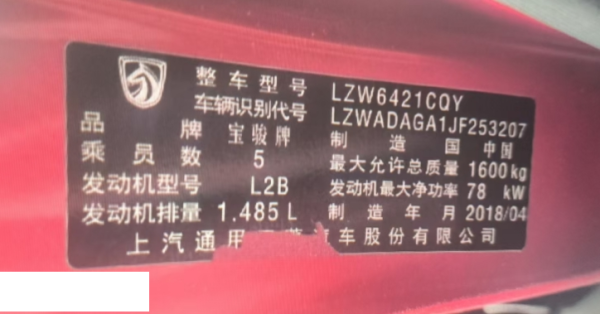 整车型号 LZW6421CQY
车辆识别代号 LZWADAGA1JF253207
品牌 宝骏牌 制造国 中国
乘员数 5 最大允许总质量 1600kg
发动机型号 L2B 发动机最大净功率 78 kW
发动机排量 1.485L 制造年月 2018/04
上汽通用 汽车股份有限公司